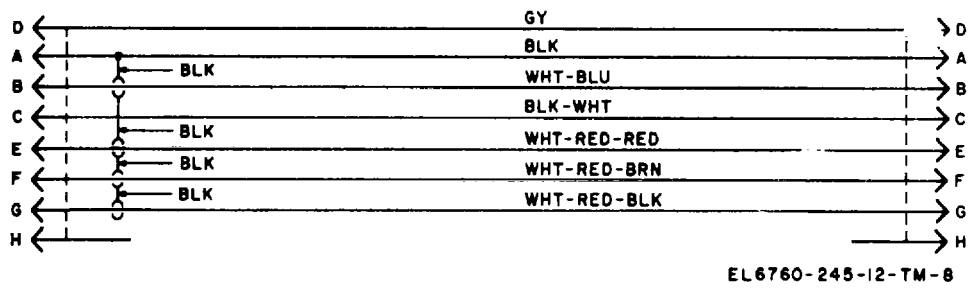 D GY D
A BLK A
BLK
B WHT-BLU B
C BLK-WHT C
BLK
E WHT-RED-RED E
BLK
F WHT-RED-BRN F
BLK
G WHT-RED-BLK G
H H
EL6760-245-12-TM-8